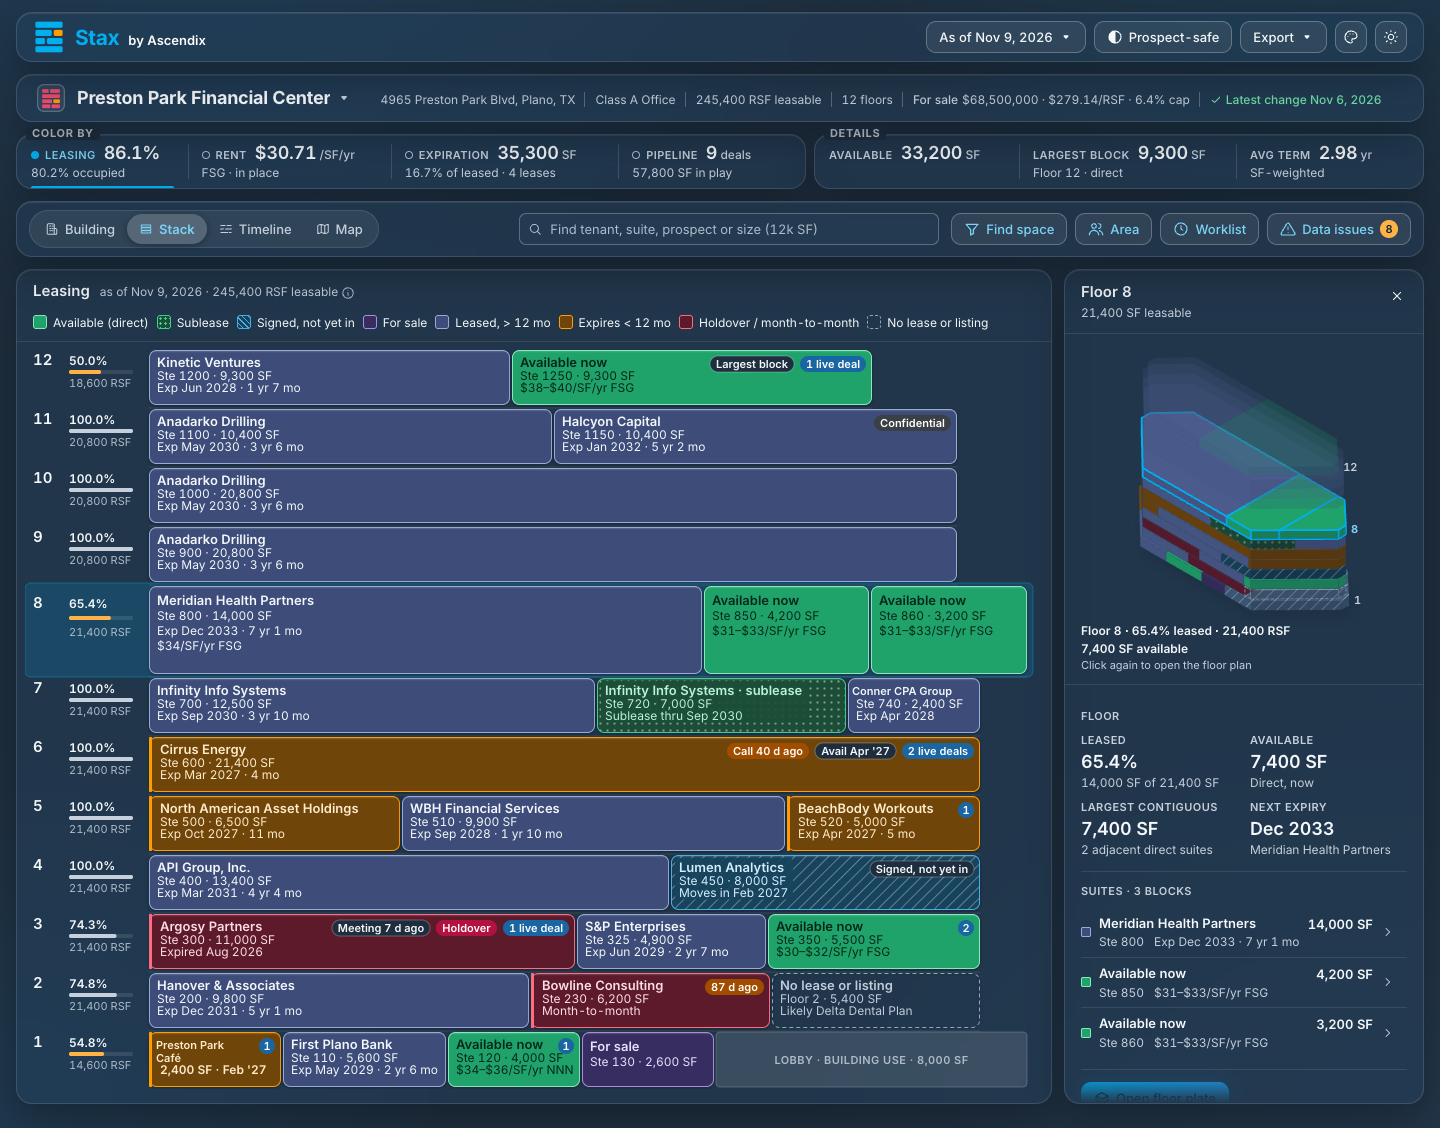 Stax by Ascendix
As of Nov 9, 2026
Prospect-safe
Export
Preston Park Financial Center
4965 Preston Park Blvd, Plano, TX
Class A Office
245,400 RSF leasable
12 floors
For sale $68,500,000 · $279.14/RSF · 6.4% cap
✓ Latest change Nov 6, 2026
COLOR BY
LEASING 86.1%
80.2% occupied
RENT $30.71 /SF/yr
FSG · in place
EXPIRATION 35,300 SF
16.7% of leased · 4 leases
PIPELINE 9 deals
57,800 SF in play
DETAILS
AVAILABLE 33,200 SF
LARGEST BLOCK 9,300 SF
Floor 12 · direct
AVG TERM 2.98 yr
SF-weighted
Building
Stack
Timeline
Map
Find tenant, suite, prospect or size (12k SF)
Find space
Area
Worklist
Data issues 8
Leasing as of Nov 9, 2026 · 245,400 RSF leasable
Available (direct)
Sublease
Signed, not yet in
For sale
Leased, > 12 mo
Expires < 12 mo
Holdover / month-to-month
No lease or listing
12
50.0%
18,600 RSF
Kinetic Ventures
Ste 1200 · 9,300 SF
Exp Jun 2028 · 1 yr 7 mo
Available now
Ste 1250 · 9,300 SF
$38–$40/SF/yr FSG
Largest block
1 live deal
11
100.0%
20,800 RSF
Anadarko Drilling
Ste 1100 · 10,400 SF
Exp May 2030 · 3 yr 6 mo
Halcyon Capital
Ste 1150 · 10,400 SF
Exp Jan 2032 · 5 yr 2 mo
Confidential
10
100.0%
20,800 RSF
Anadarko Drilling
Ste 1000 · 20,800 SF
Exp May 2030 · 3 yr 6 mo
9
100.0%
20,800 RSF
Anadarko Drilling
Ste 900 · 20,800 SF
Exp May 2030 · 3 yr 6 mo
8
65.4%
21,400 RSF
Meridian Health Partners
Ste 800 · 14,000 SF
Exp Dec 2033 · 7 yr 1 mo
$34/SF/yr FSG
Available now
Ste 850 · 4,200 SF
$31–$33/SF/yr FSG
Available now
Ste 860 · 3,200 SF
$31–$33/SF/yr FSG
7
100.0%
21,400 RSF
Infinity Info Systems
Ste 700 · 12,500 SF
Exp Sep 2030 · 3 yr 10 mo
Infinity Info Systems · sublease
Ste 720 · 7,000 SF
Sublease thru Sep 2030
Conner CPA Group
Ste 740 · 2,400 SF
Exp Apr 2028
6
100.0%
21,400 RSF
Cirrus Energy
Ste 600 · 21,400 SF
Exp Mar 2027 · 4 mo
Call 40 d ago
Avail Apr '27
2 live deals
5
100.0%
21,400 RSF
North American Asset Holdings
Ste 500 · 6,500 SF
Exp Oct 2027 · 11 mo
WBH Financial Services
Ste 510 · 9,900 SF
Exp Sep 2028 · 1 yr 10 mo
BeachBody Workouts
Ste 520 · 5,000 SF
Exp Apr 2027 · 5 mo
1
4
100.0%
21,400 RSF
API Group, Inc.
Ste 400 · 13,400 SF
Exp Mar 2031 · 4 yr 4 mo
Lumen Analytics
Ste 450 · 8,000 SF
Moves in Feb 2027
Signed, not yet in
3
74.3%
21,400 RSF
Argosy Partners
Ste 300 · 11,000 SF
Expired Aug 2026
Meeting 7 d ago
Holdover
1 live deal
S&P Enterprises
Ste 325 · 4,900 SF
Exp Jun 2029 · 2 yr 7 mo
Available now
Ste 350 · 5,500 SF
$30–$32/SF/yr FSG
2
2
74.8%
21,400 RSF
Hanover & Associates
Ste 200 · 9,800 SF
Exp Dec 2031 · 5 yr 1 mo
Bowline Consulting
Ste 230 · 6,200 SF
Month-to-month
87 d ago
No lease or listing
Floor 2 · 5,400 SF
Likely Delta Dental Plan
1
54.8%
14,600 RSF
Preston Park
Café
2,400 SF · Feb '27
1
First Plano Bank
Ste 110 · 5,600 SF
Exp May 2029 · 2 yr 6 mo
Available now
Ste 120 · 4,000 SF
$34–$36/SF/yr NNN
1
For sale
Ste 130 · 2,600 SF
LOBBY · BUILDING USE · 8,000 SF
Floor 8
21,400 SF leasable
12
8
1
Floor 8 · 65.4% leased · 21,400 RSF
7,400 SF available
Click again to open the floor plan
FLOOR
LEASED
65.4%
14,000 SF of 21,400 SF
AVAILABLE
7,400 SF
Direct, now
LARGEST CONTIGUOUS
7,400 SF
2 adjacent direct suites
NEXT EXPIRY
Dec 2033
Meridian Health Partners
SUITES · 3 BLOCKS
Meridian Health Partners 14,000 SF
Ste 800 Exp Dec 2033 · 7 yr 1 mo
Available now 4,200 SF
Ste 850 $31–$33/SF/yr FSG
Available now 3,200 SF
Ste 860 $31–$33/SF/yr FSG
Open floor plate